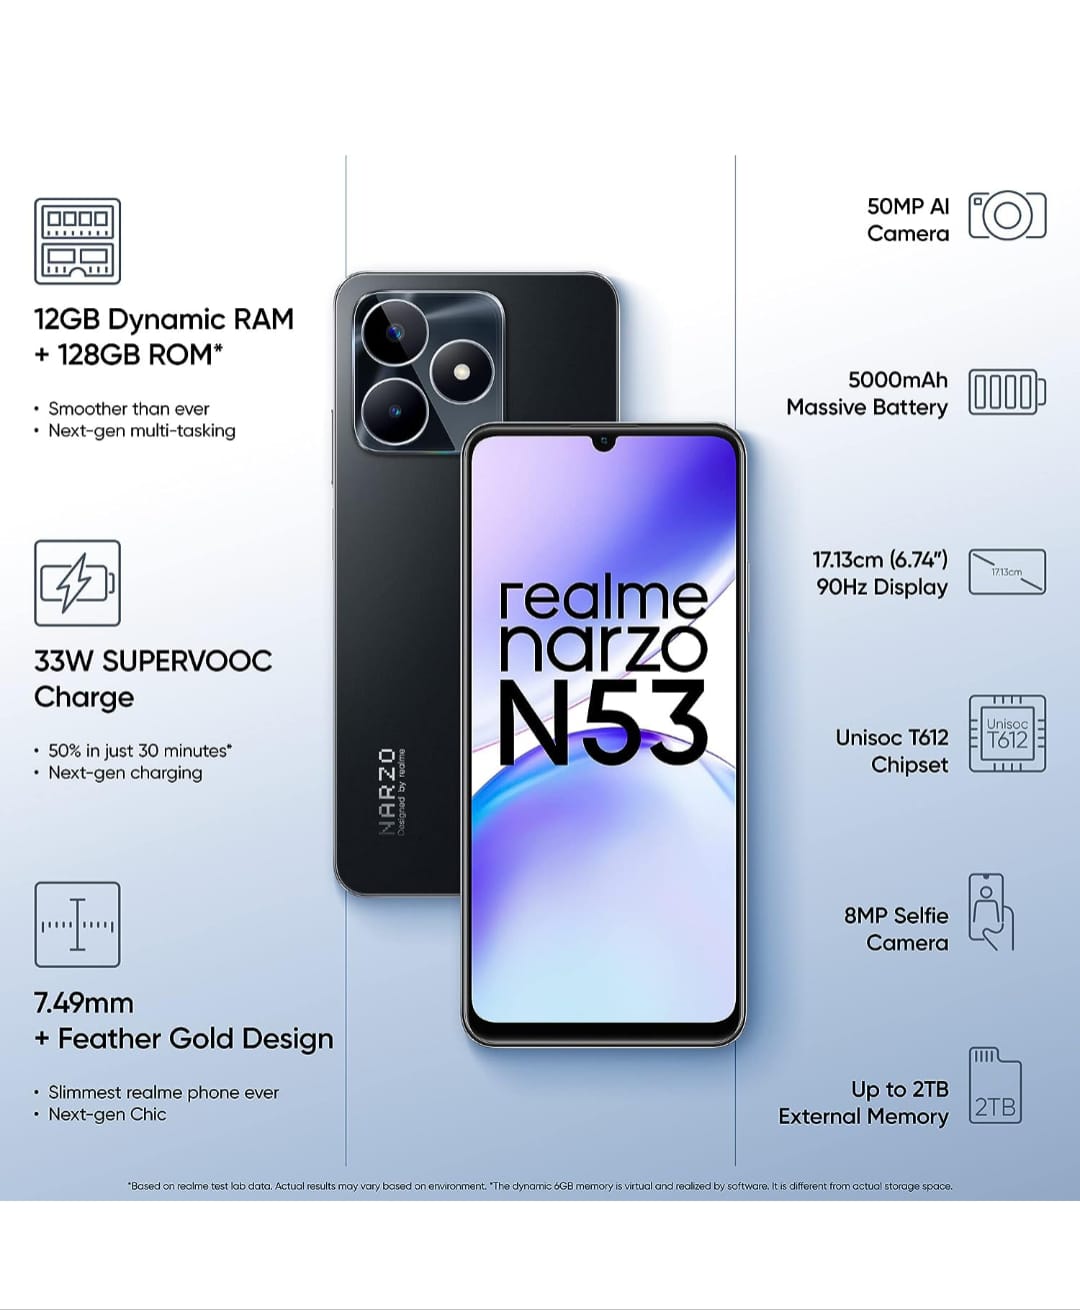 12GB Dynamic RAM
+ 128GB ROM*
• Smoother than ever
• Next-gen multi-tasking
33W SUPERVOOC
Charge
• 50% in just 30 minutes*
• Next-gen charging
7.49mm
+ Feather Gold Design
• Slimmest realme phone ever
• Next-gen Chic
NARZO
Designed by realme
realme
narzo
N53
50MP AI
Camera
5000mAh
Massive Battery
17.13cm (6.74")
90Hz Display
17.13cm
Unisoc T612
Chipset
Unisoc
T612
8MP Selfie
Camera
Up to 2TB
External Memory
2TB
*Based on realme test lab data. Actual results may vary based on environment. *The dynamic 6GB memory is virtual and realized by software. It is different from actual storage space.